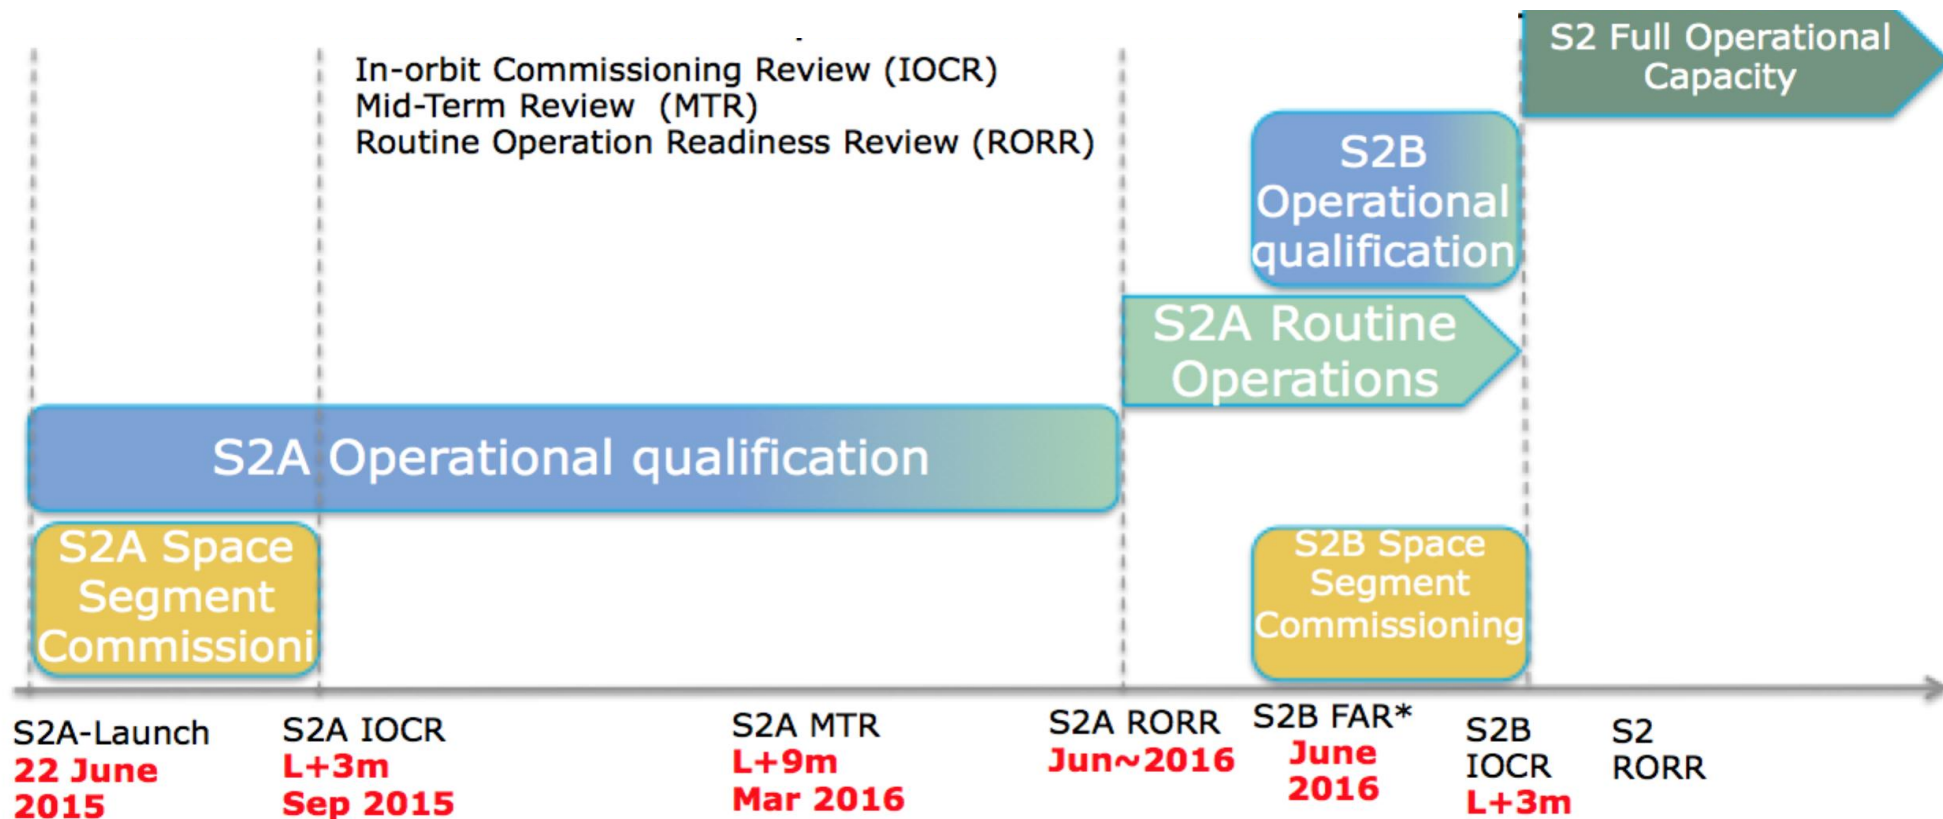 In-orbit Commissioning Review (IOCR)
Mid-Term Review (MTR)
Routine Operation Readiness Review (RORR)
S2 Full Operational
Capacity
S2B
Operational
qualification
S2A Routine
Operations
S2A Operational qualification
S2A Space
Segment
Commissioni
S2B Space
Segment
Commissioning
S2A-Launch
22 June
2015
S2A IOCR
L+3m
Sep 2015
S2A MTR
L+9m
Mar 2016
S2A RORR
Jun~2016
S2B FAR*
June
2016
S2B
IOCR
L+3m
S2
RORR